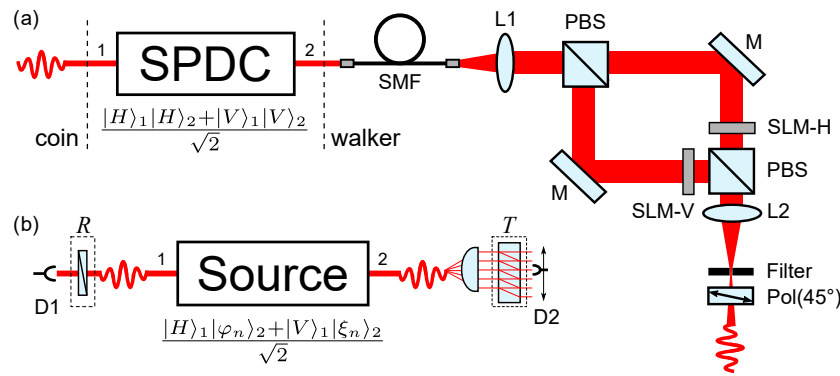 (a)
L1
PBS
M
1
SPDC
2
SMF
coin
|H⟩₁|H⟩₂+|V⟩₁|V⟩₂
√2
walker
SLM-H
PBS
M
SLM-V
L2
(b)
R
T
1
Source
2
D1
D2
Filter
Pol(45°)
|H⟩₁|φₙ⟩₂+|V⟩₁|ξₙ⟩₂
√2